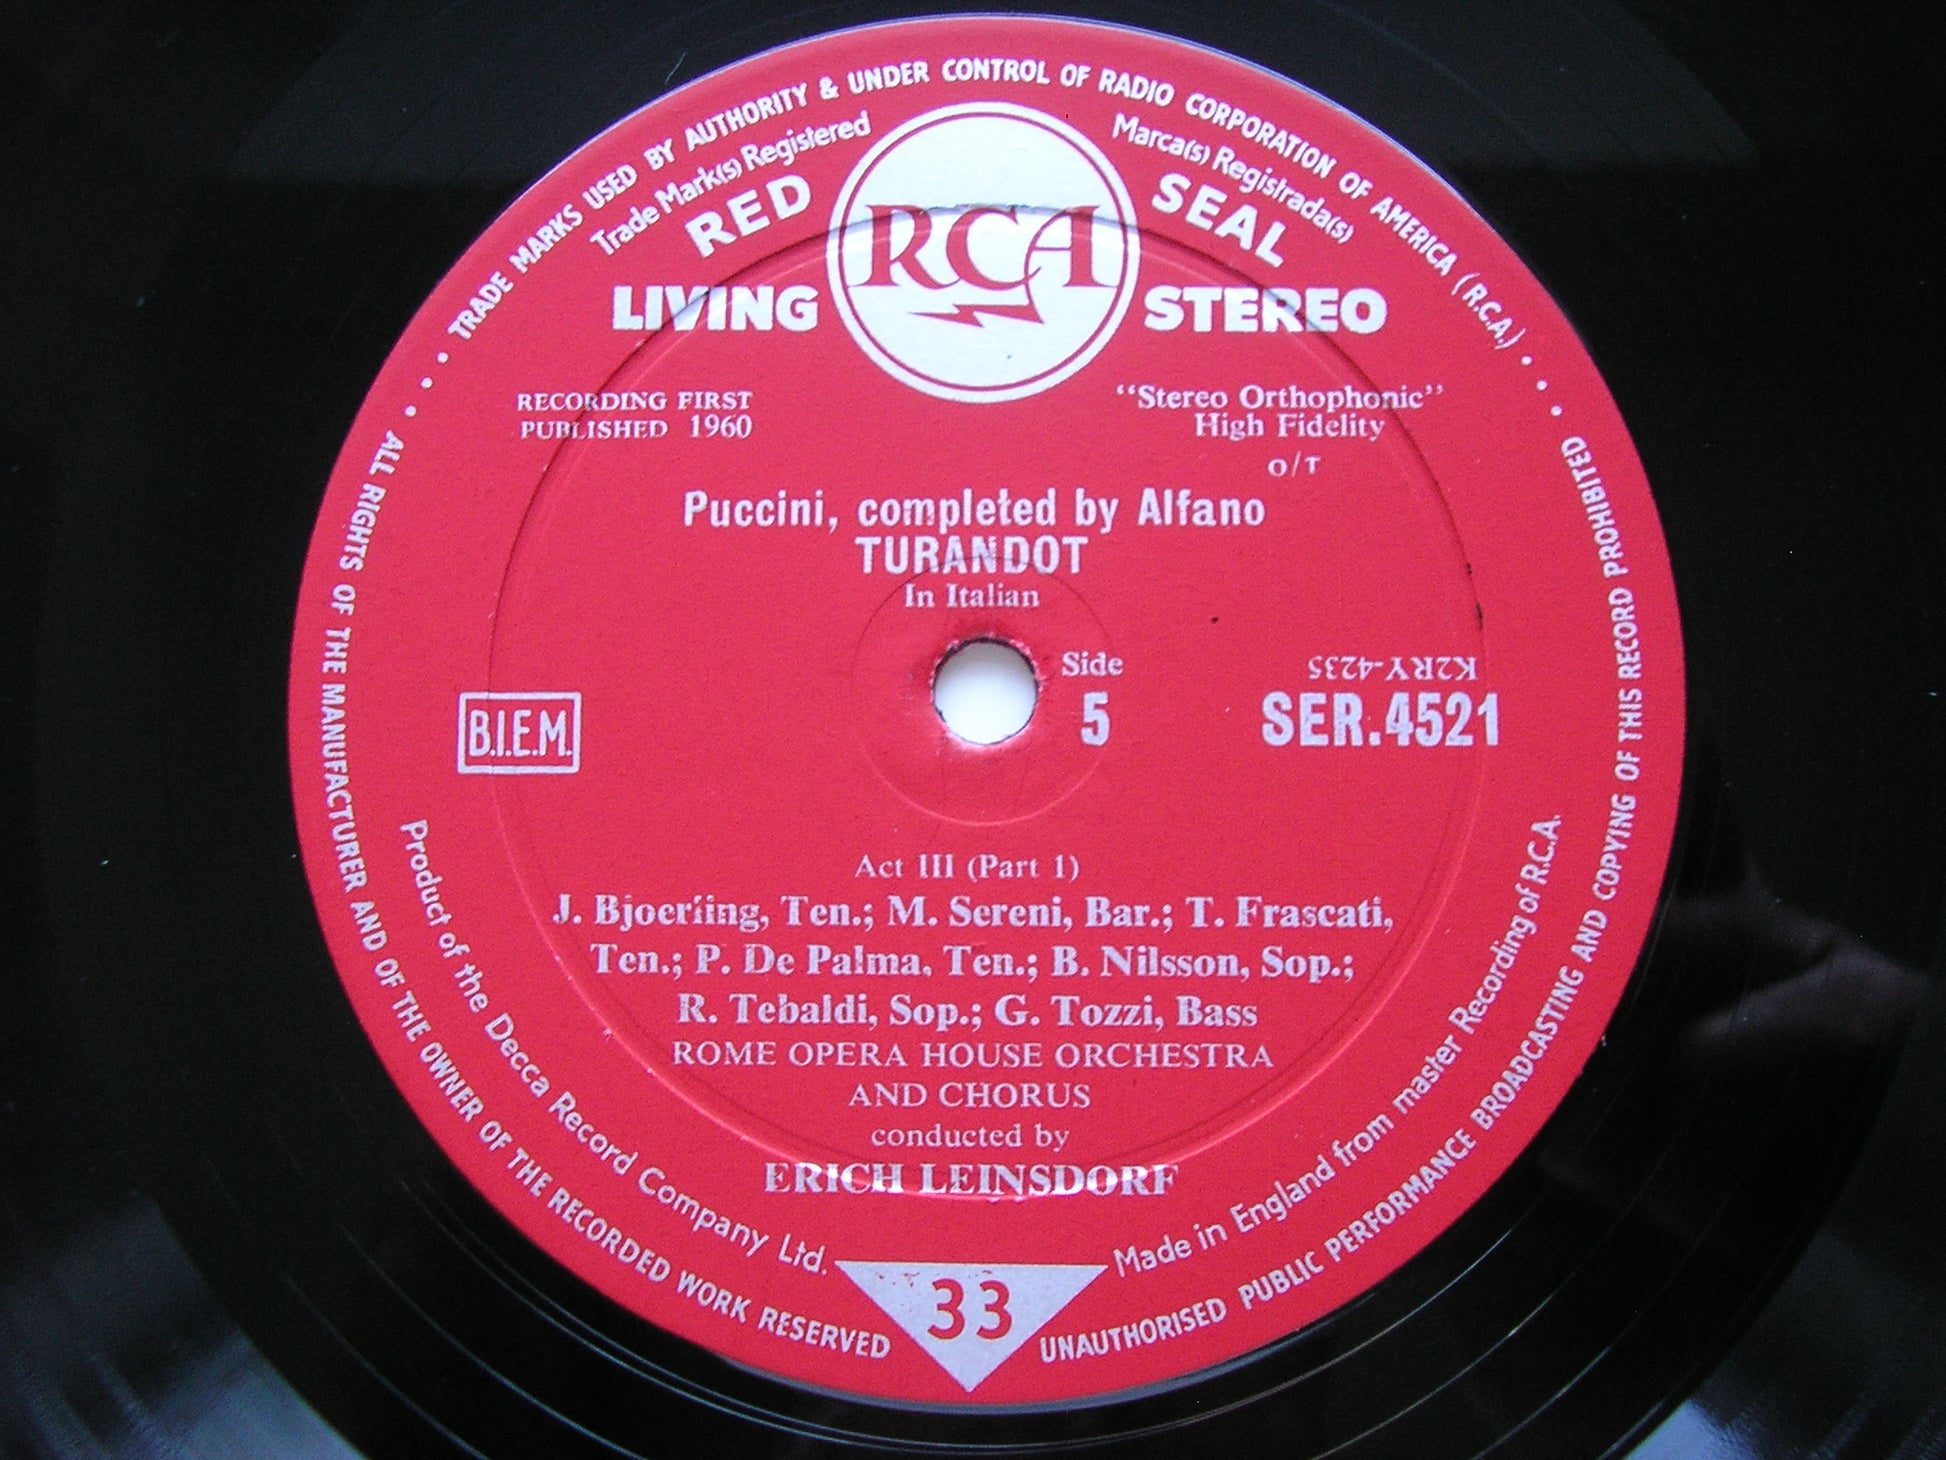 TRADE MARKS USED BY AUTHORITY & UNDER CONTROL OF RADIO CORPORATION OF AMERICA (R.C.A.)
Trade Mark(s) Registered
Marca(s) Registrada(s)
RED SEAL
RCA
LIVING STEREO
RECORDING FIRST
PUBLISHED 1960
"Stereo Orthophonic"
High Fidelity
O/T
Puccini, completed by Alfano
TURANDOT
In Italian
Side
5
K2RY-4235
SER.4521
B.I.E.M.
Act III (Part 1)
J. Bjoerling, Ten.; M. Sereni, Bar.; T. Frascati,
Ten.; P. De Palma, Ten.; B. Nilsson, Sop.;
R. Tebaldi, Sop.; G. Tozzi, Bass
ROME OPERA HOUSE ORCHESTRA
AND CHORUS
conducted by
ERICH LEINSDORF
Product of the Decca Record Company Ltd.
Made in England from master Recording of R.C.A.
33
ALL RIGHTS OF THE MANUFACTURER AND OF THE OWNER OF THE RECORDED WORK RESERVED
UNAUTHORISED PUBLIC PERFORMANCE BROADCASTING AND COPYING OF THIS RECORD PROHIBITED